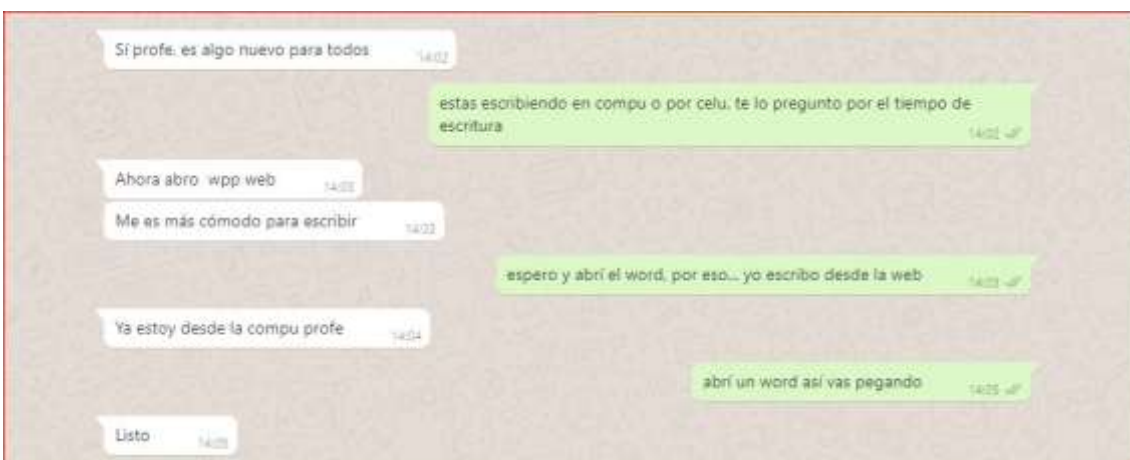 Sí profe, es algo nuevo para todos 14:02
estas escribiendo en compu o por celu, te lo pregunto por el tiempo de
escritura 14:02
Ahora abro wpp web 14:03
Me es más cómodo para escribir 14:03
espero y abrí el word, por eso... yo escribo desde la web 14:03
Ya estoy desde la compu profe 14:04
abrí un word así vas pegando 14:05
Listo 14:05